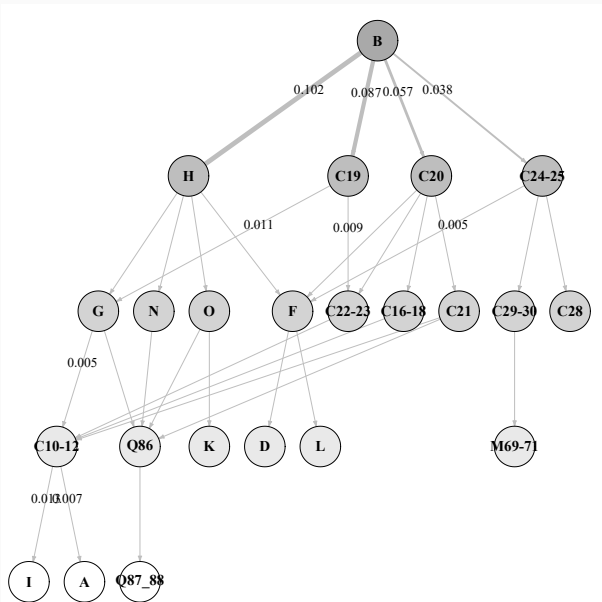 B
0.102
0.087
0.057
0.038
H
C19
C20
C24-25
0.011
0.009
0.005
G
N
O
F
C22-23
C16-18
C21
C29-30
C28
0.005
C10-12
Q86
K
D
L
M69-71
0.007
I
A
Q87_88